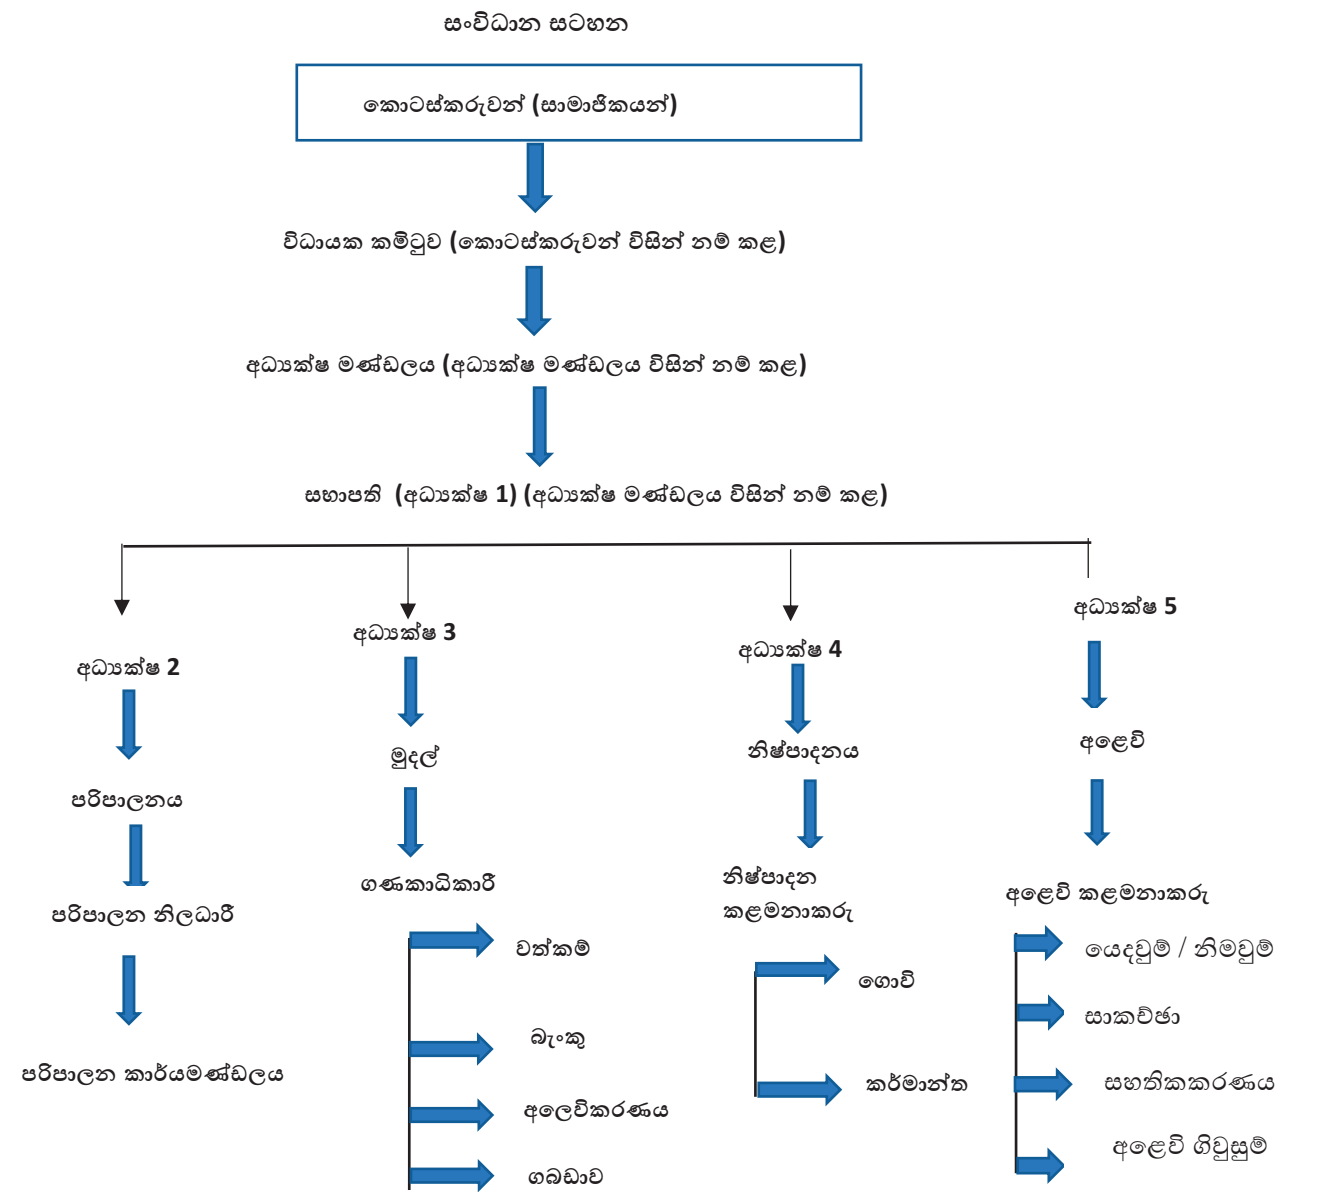 සංවිධාන සටහන
කොටස්කරුවන් (සාමාජිකයන්)
විධායක කමිටුව (කොටස්කරුවන් විසින් නම් කළ)
අධ්‍යක්ෂ මණ්ඩලය (අධ්‍යක්ෂ මණ්ඩලය විසින් නම් කළ)
සභාපති (අධ්‍යක්ෂ 1) (අධ්‍යක්ෂ මණ්ඩලය විසින් නම් කළ)
අධ්‍යක්ෂ 2
පරිපාලනය
පරිපාලන නිලධාරී
පරිපාලන කාර්යමණ්ඩලය
අධ්‍යක්ෂ 3
මුදල්
ගණකාධිකාරී
වත්කම්
බැංකු
අලෙවිකරණය
ගබඩාව
අධ්‍යක්ෂ 4
නිෂ්පාදනය
නිෂ්පාදන
කළමනාකරු
ගොවි
කර්මාන්ත
අධ්‍යක්ෂ 5
අළෙවි
අළෙවි කළමනාකරු
යෙදවුම් / නිමවුම්
සාකච්ඡා
සහතිකකරණය
අළෙවි ගිවුසුම්